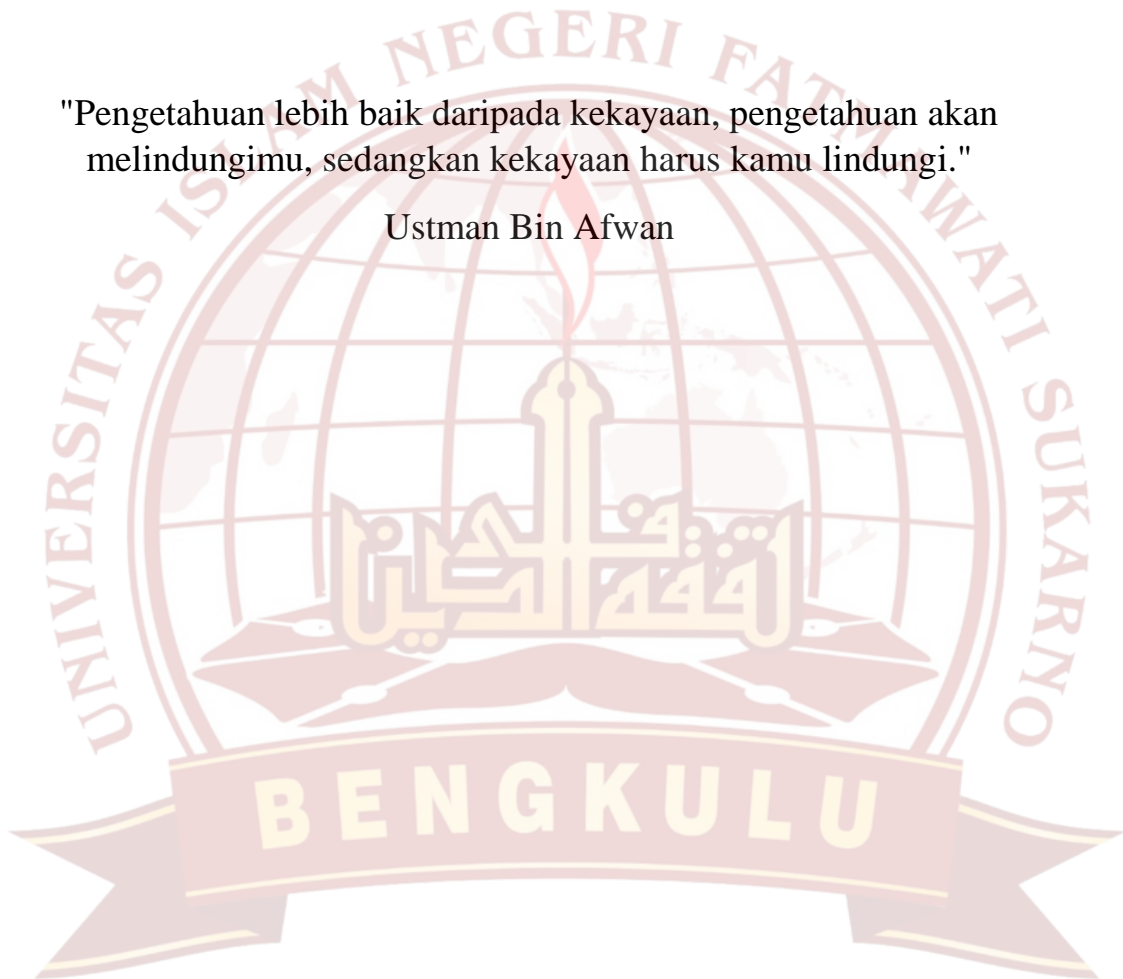 "Pengetahuan lebih baik daripada kekayaan, pengetahuan akan
melindungimu, sedangkan kekayaan harus kamu lindungi."
Ustman Bin Afwan
UNIVERSITAS ISLAM NEGERI FATMAWATI SUKARNO
BENGKULU